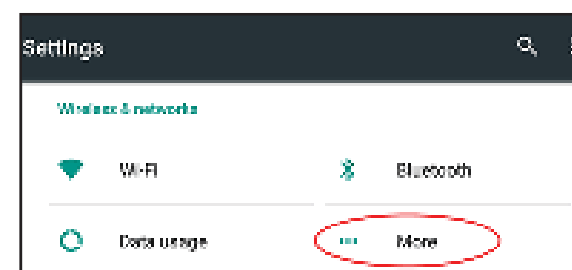 Settings
Wireless & networks
Wi-Fi
Bluetooth
Data usage
More